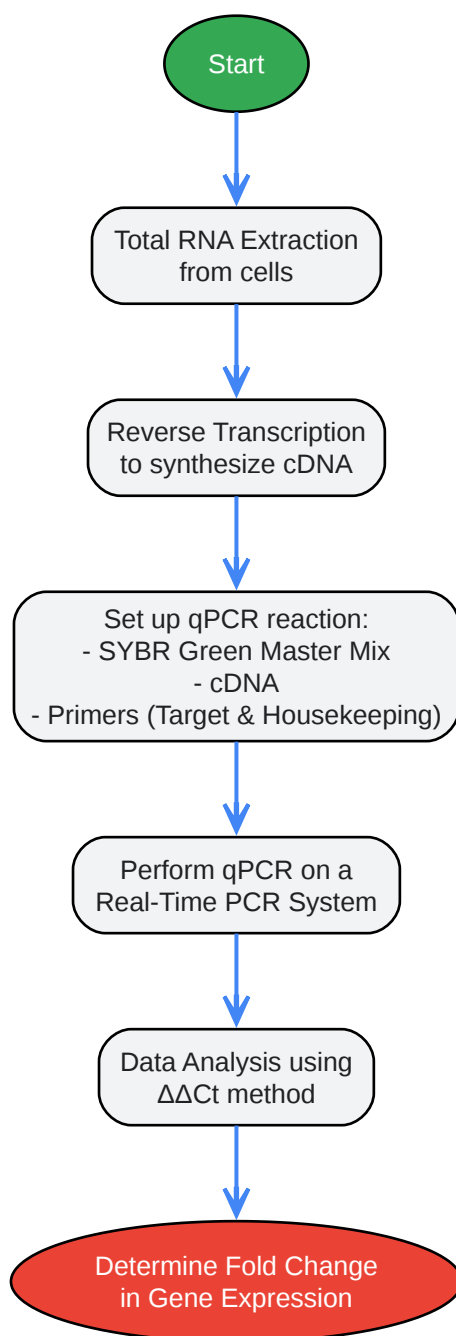 Start
Total RNA Extraction
from cells
Reverse Transcription
to synthesize cDNA
Set up qPCR reaction:
- SYBR Green Master Mix
- cDNA
- Primers (Target & Housekeeping)
Perform qPCR on a
Real-Time PCR System
Data Analysis using
ΔΔCt method
Determine Fold Change
in Gene Expression